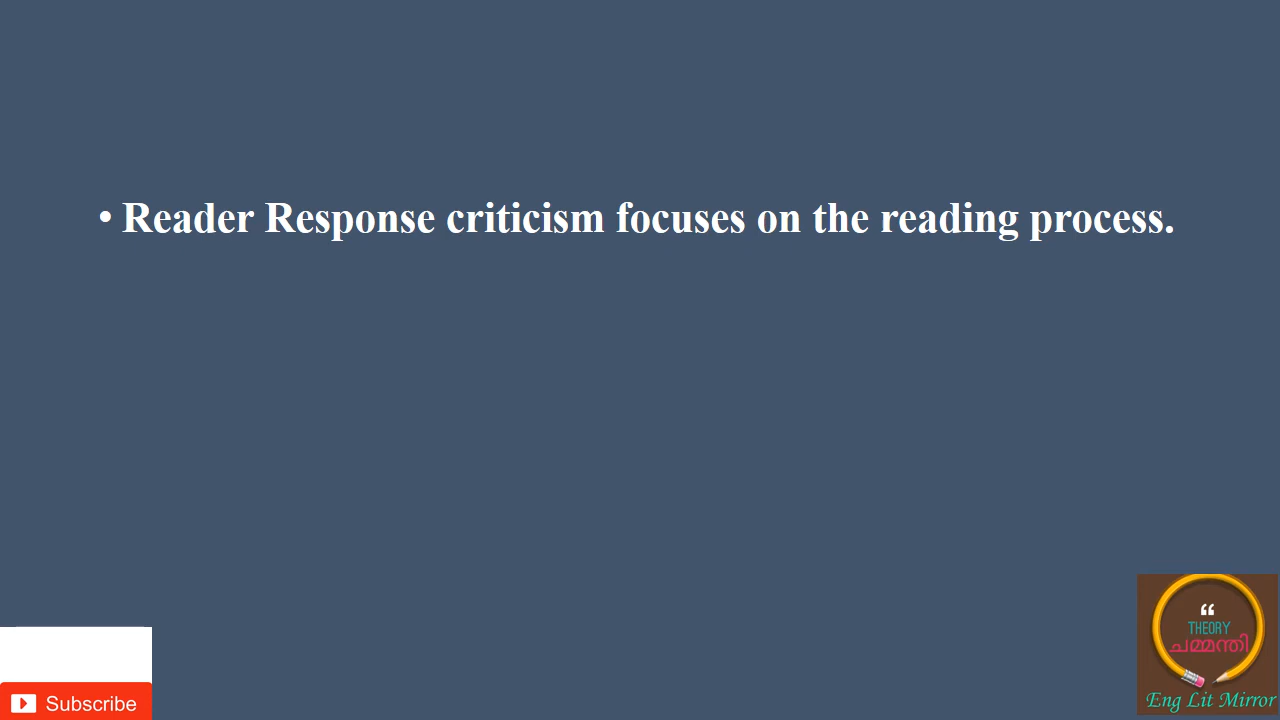 • Reader Response criticism focuses on the reading process.
“
THEORY
ചമ്മന്തി
Eng Lit Mirror
Subscribe